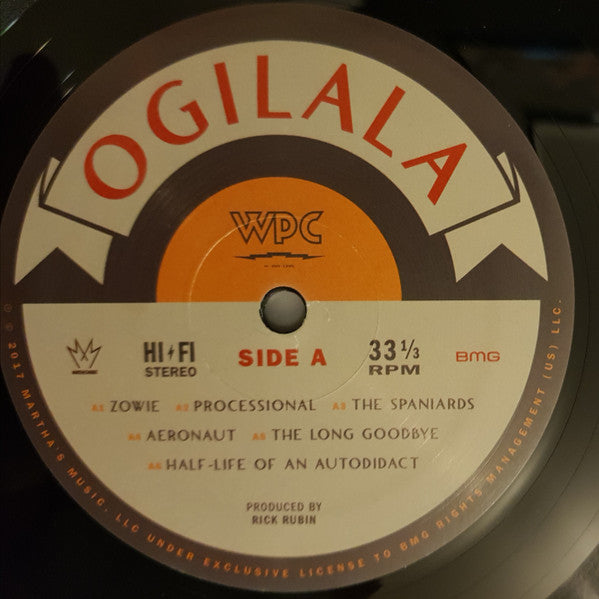 OGILALA
WPC
HI FI
STEREO
SIDE A
33 1/3
RPM
BMG
A1 ZOWIE A2 PROCESSIONAL A3 THE SPANIARDS
A4 AERONAUT A5 THE LONG GOODBYE
A6 HALF-LIFE OF AN AUTODIDACT
PRODUCED BY
RICK RUBIN
℗ © 2017 MARTHA'S MUSIC, LLC UNDER EXCLUSIVE LICENSE TO BMG RIGHTS MANAGEMENT (US) LLC.